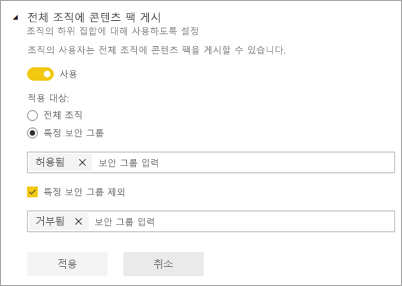 전체 조직에 콘텐츠 팩 게시
조직의 하위 집합에 대해 사용하도록 설정
조직의 사용자는 전체 조직에 콘텐츠 팩을 게시할 수 있습니다.
사용
적용 대상:
전체 조직
특정 보안 그룹
허용됨 × 보안 그룹 입력
특정 보안 그룹 제외
거부됨 × 보안 그룹 입력
적용 취소